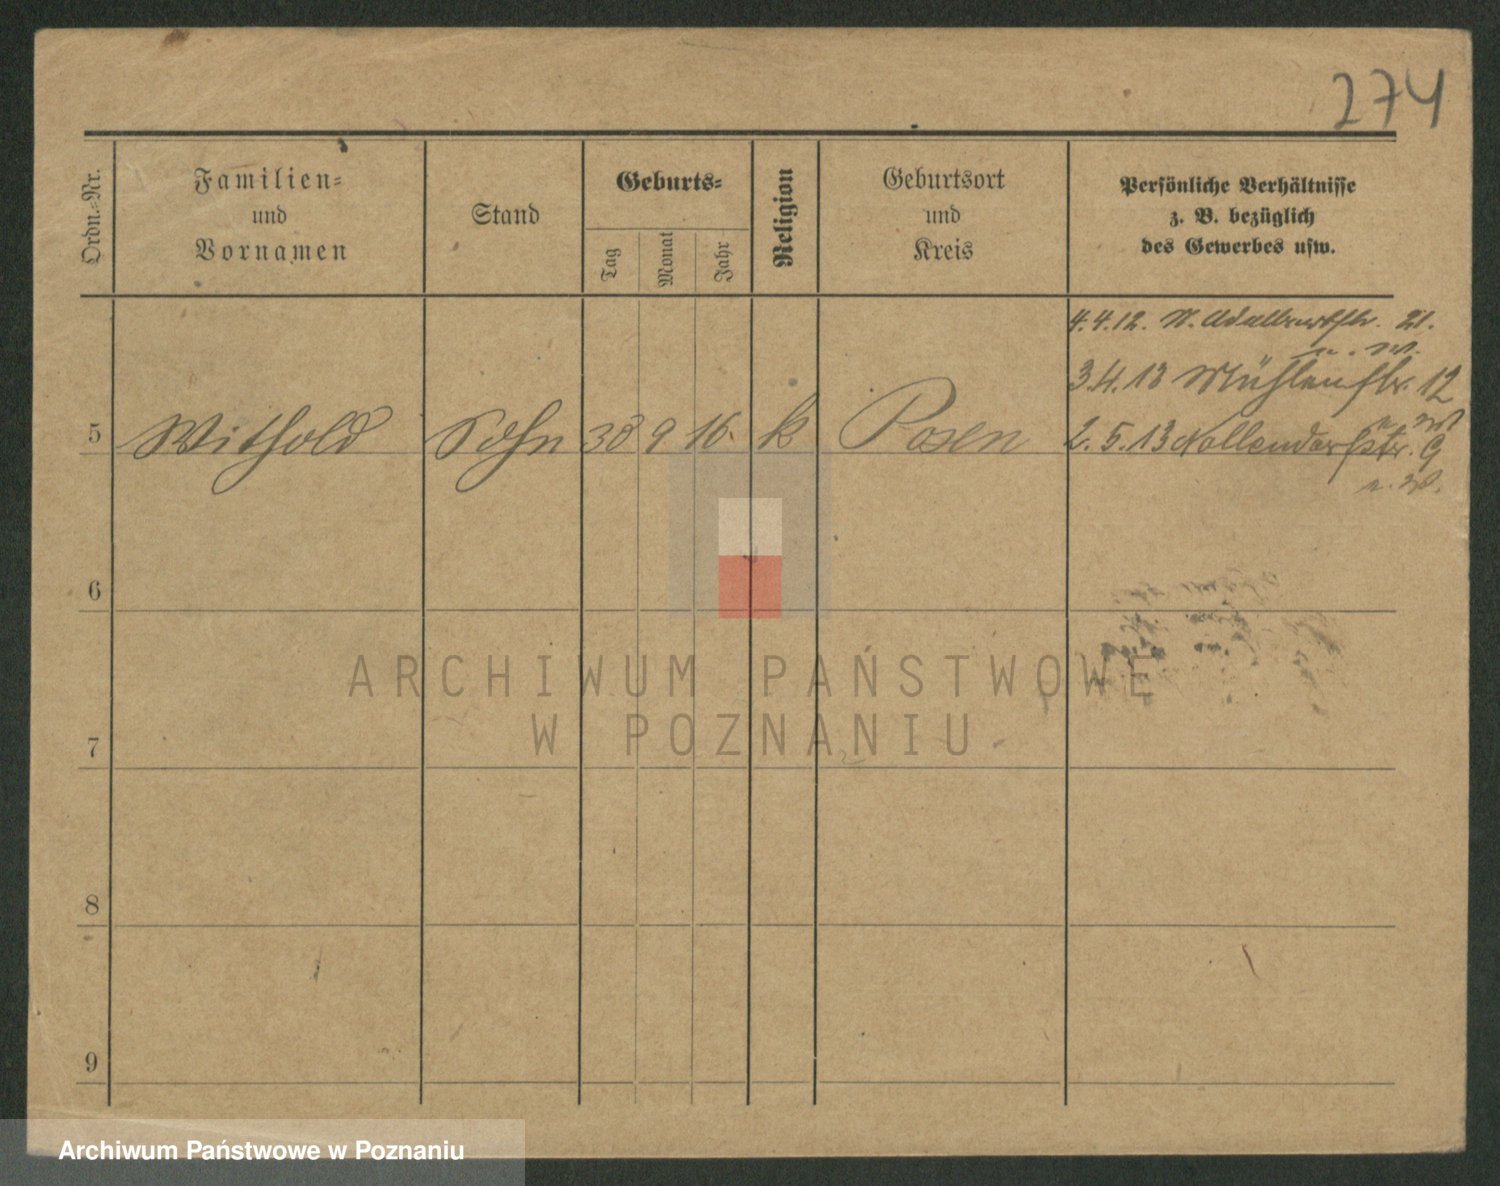 274
Ordn.-Nr.
Familien-
und
Vornamen
Stand
Geburts-
Tag
Monat
Jahr
Religion
Geburtsort
und
Kreis
Persönliche Verhältnisse
z. B. bezüglich
des Gewerbes usw.
4.4.12. Adalbertstr. 21.
3.4.13 Mühlenstr. 12
5 Withold Sohn 30 9 16. k Posen 2.5.13 Nollendorfstr. 9
6
7
8
9
ARCHIWUM PAŃSTWOWE
W POZNANIU
Archiwum Państwowe w Poznaniu